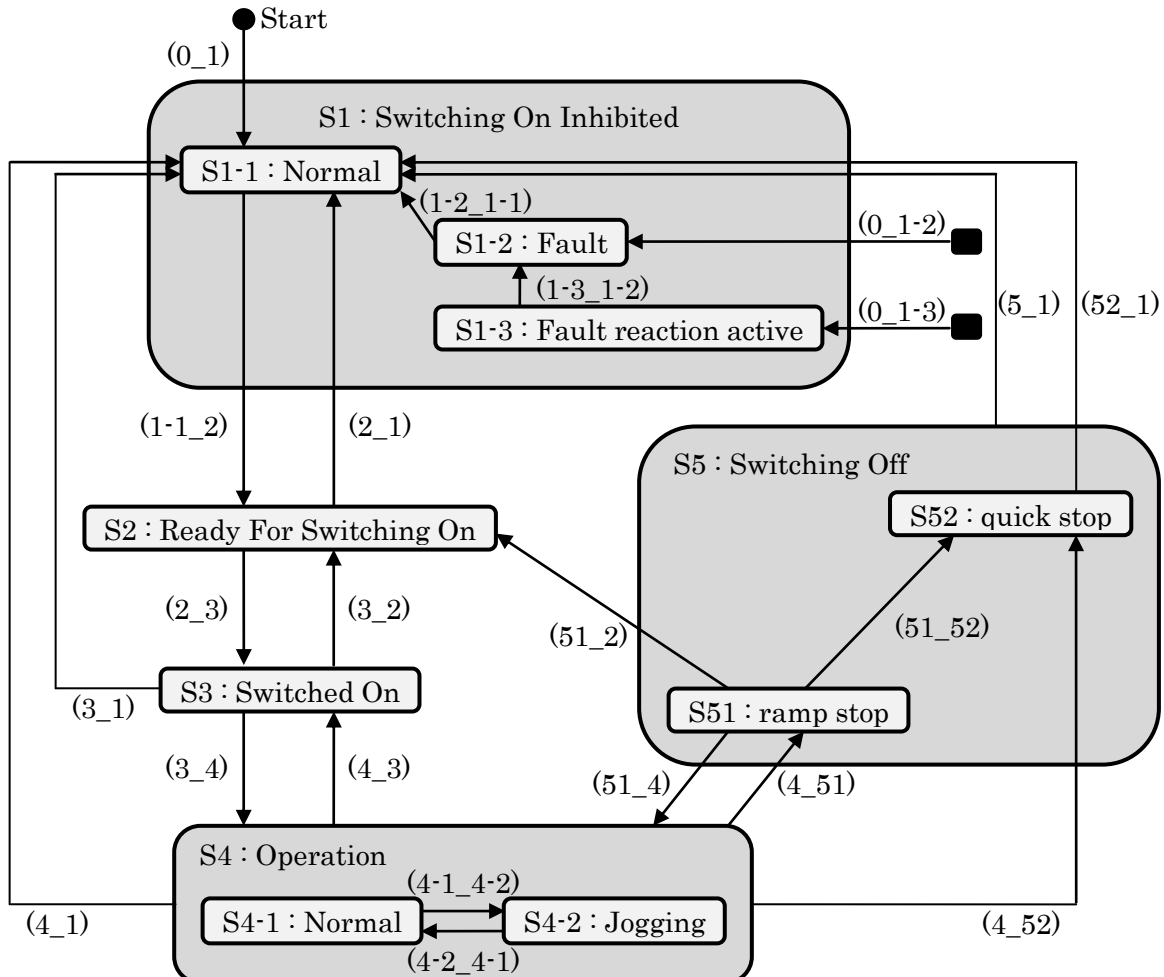 Start
(0_1)
S1 : Switching On Inhibited
S1-1 : Normal
(1-2_1-1)
S1-2 : Fault
(0_1-2)
(1-3_1-2)
S1-3 : Fault reaction active
(0_1-3)
(5_1)
(52_1)
(1-1_2)
(2_1)
S5 : Switching Off
S52 : quick stop
S2 : Ready For Switching On
(2_3)
(3_2)
(51_2)
(51_52)
S3 : Switched On
(3_1)
S51 : ramp stop
(3_4)
(4_3)
(51_4)
(4_51)
S4 : Operation
(4-1_4-2)
S4-1 : Normal
S4-2 : Jogging
(4_1)
(4_52)
(4-2_4-1)